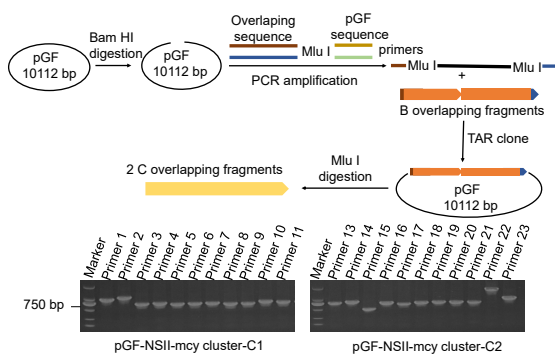 Bam HI
digestion
pGF
10112 bp
pGF
10112 bp
Overlaping
sequence
Mlu I
pGF
sequence
primers
PCR amplification
Mlu I
Mlu I
+
B overlapping fragments
TAR clone
2 C overlapping fragments
Mlu I
digestion
pGF
10112 bp
Marker
Primer 1
Primer 2
Primer 3
Primer 4
Primer 5
Primer 6
Primer 7
Primer 8
Primer 9
Primer 10
Primer 11
Marker
Primer 13
Primer 14
Primer 15
Primer 16
Primer 17
Primer 18
Primer 19
Primer 20
Primer 21
Primer 22
Primer 23
750 bp
pGF-NSII-mcy cluster-C1
pGF-NSII-mcy cluster-C2